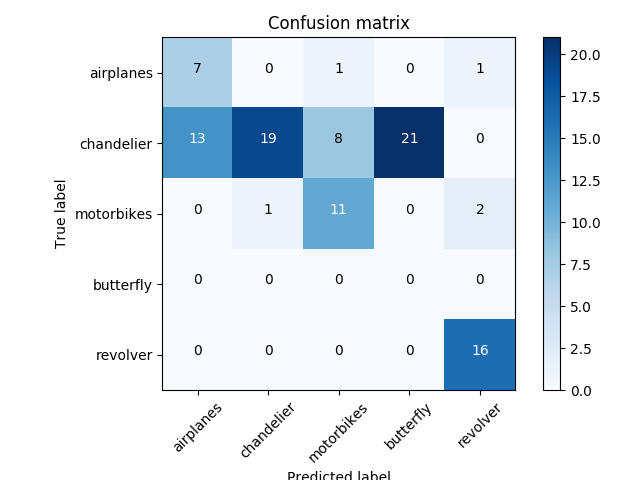 Confusion matrix
airplanes 7 0 1 0 1
chandelier 13 19 8 21 0
motorbikes 0 1 11 0 2
butterfly 0 0 0 0 0
revolver 0 0 0 0 16
True label
airplanes chandelier motorbikes butterfly revolver
Predicted label
20.0
17.5
15.0
12.5
10.0
7.5
5.0
2.5
0.0